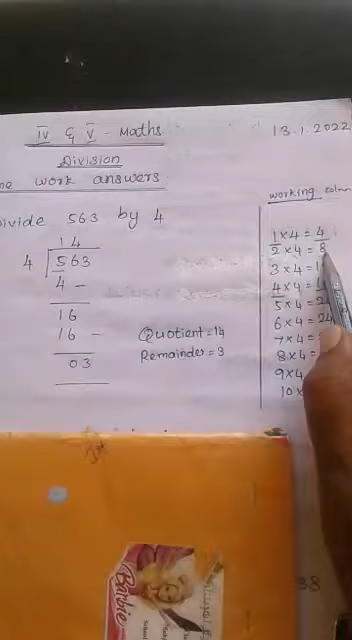 IV & V - Maths
13.1.2022
Division
work answers.
working
563 by 4
14
4 563
4 -
16
16 -
03
Quotient = 14
Remainder = 3
1 × 4 = 4
2 × 4 = 8
3 × 4 =
4 × 4 =
5 × 4 =
6 × 4 = 24
7 × 4 =
8 × 4 =
9 × 4
10 ×
Barbie